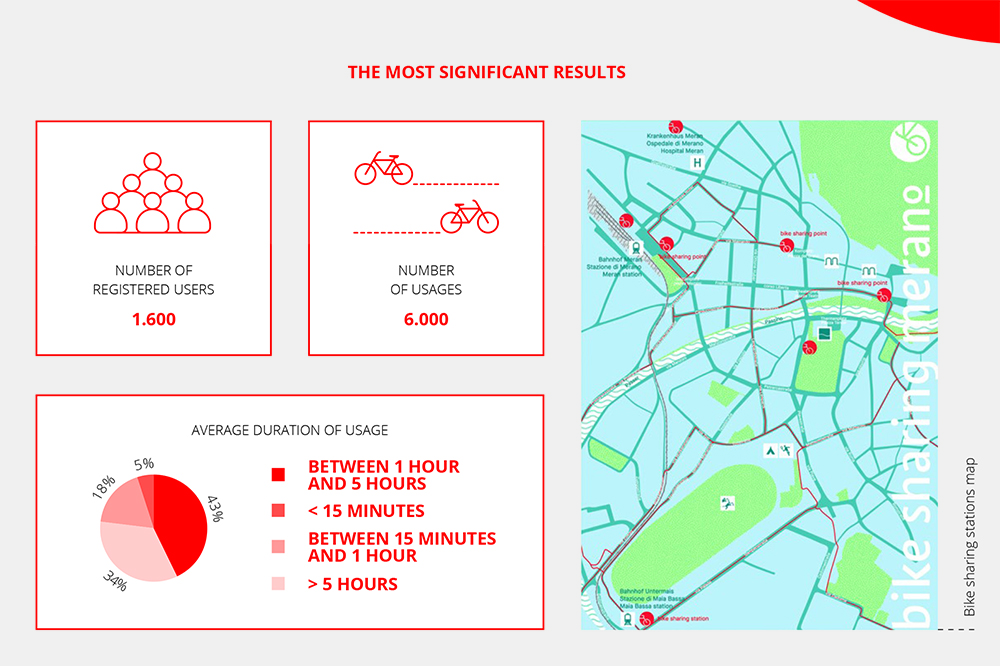 THE MOST SIGNIFICANT RESULTS
NUMBER OF
REGISTERED USERS
1.600
NUMBER
OF USAGES
6.000
AVERAGE DURATION OF USAGE
5%
18%
43%
34%
BETWEEN 1 HOUR
AND 5 HOURS
< 15 MINUTES
BETWEEN 15 MINUTES
AND 1 HOUR
> 5 HOURS
Krankenhaus Meran
Ospedale di Merano
Hospital Meran
H
bike sharing point
Bahnhof Meran
Stazione di Merano
Meran station
bike sharing point
bike sharing point
Bahnhof Untermais
Stazione di Maia Bassa
Maia Bassa station
bike sharing station
bike sharing merano
Bike sharing stations map